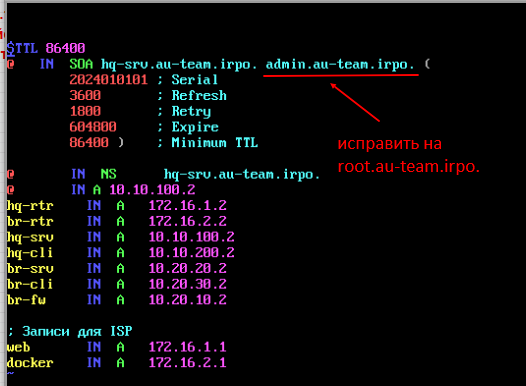 $TTL 86400
@ IN SOA hq-srv.au-team.irpo. admin.au-team.irpo. (
2024010101 ; Serial
3600 ; Refresh
1800 ; Retry
604800 ; Expire
86400 ) ; Minimum TTL
исправить на
root.au-team.irpo.
@ IN NS hq-srv.au-team.irpo.
@ IN A 10.10.100.2
hq-rtr IN A 172.16.1.2
br-rtr IN A 172.16.2.2
hq-srv IN A 10.10.100.2
hq-cli IN A 10.10.200.2
br-srv IN A 10.20.20.2
br-cli IN A 10.20.30.2
br-fw IN A 10.20.10.2
; Записи для ISP
web IN A 172.16.1.1
docker IN A 172.16.2.1
~